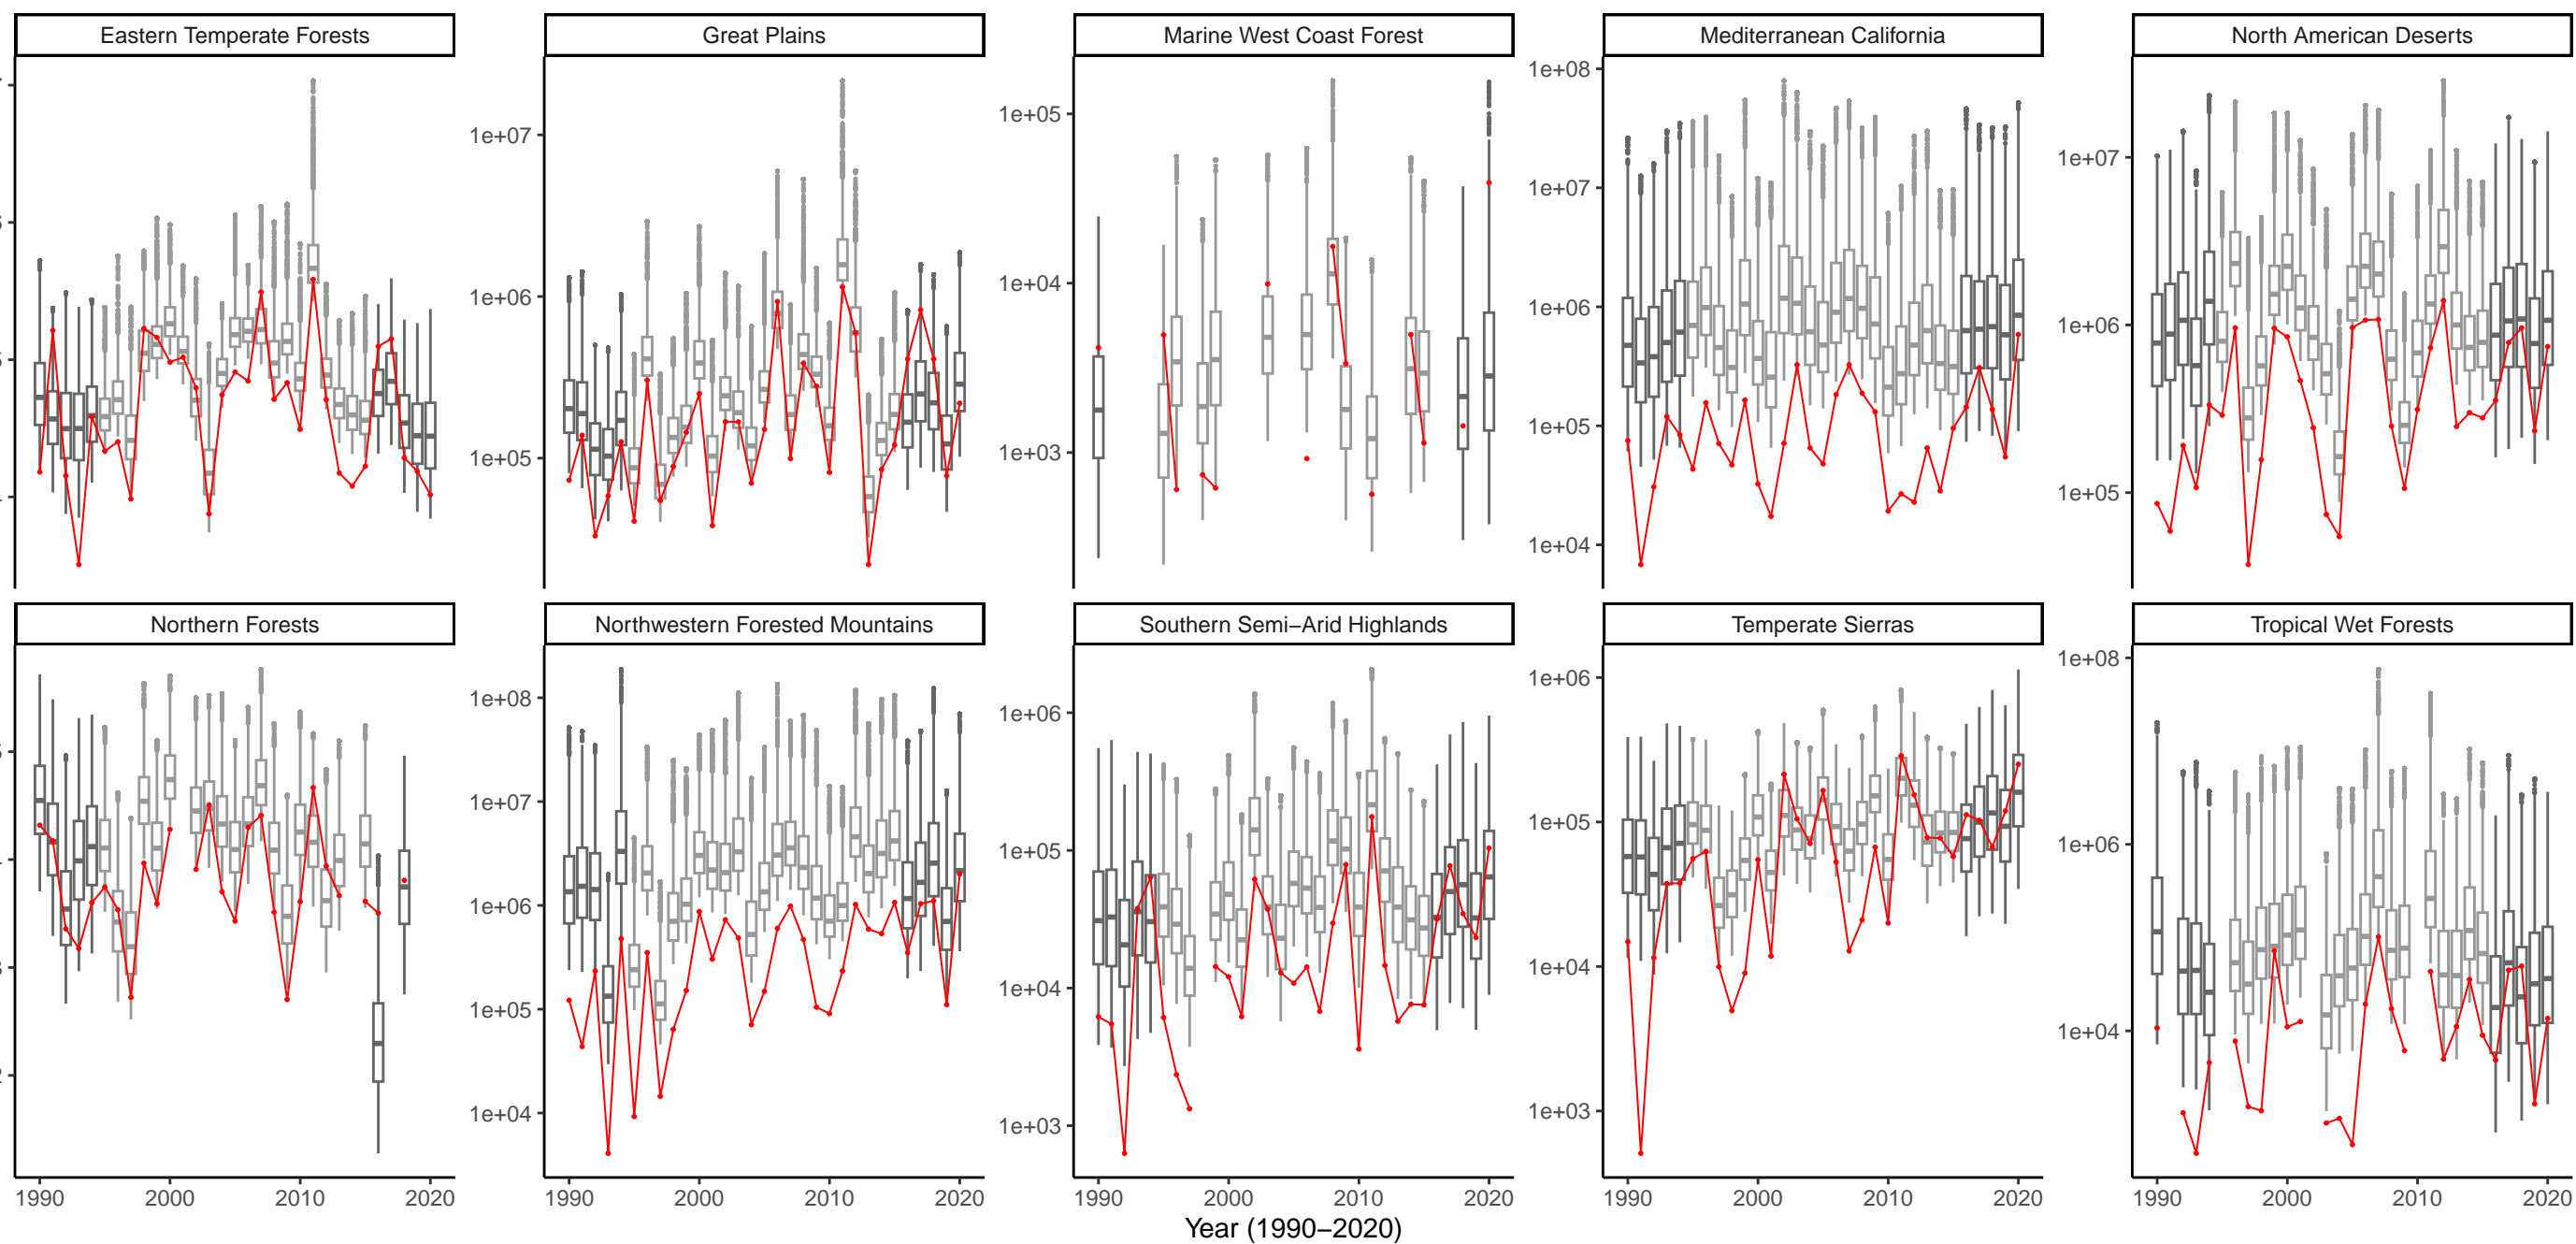 Eastern Temperate Forests
Great Plains
Marine West Coast Forest
Mediterranean California
North American Deserts
1e+07
1e+06
1e+05
1e+05
1e+04
1e+03
1e+08
1e+07
1e+06
1e+05
1e+04
1e+07
1e+06
1e+05
Northern Forests
Northwestern Forested Mountains
Southern Semi−Arid Highlands
Temperate Sierras
Tropical Wet Forests
1e+08
1e+07
1e+06
1e+05
1e+04
1e+06
1e+05
1e+04
1e+03
1e+06
1e+05
1e+04
1e+03
1e+08
1e+06
1e+04
1990 2000 2010 2020
1990 2000 2010 2020
1990 2000 2010 2020
1990 2000 2010 2020
1990 2000 2010 2020
Year (1990−2020)